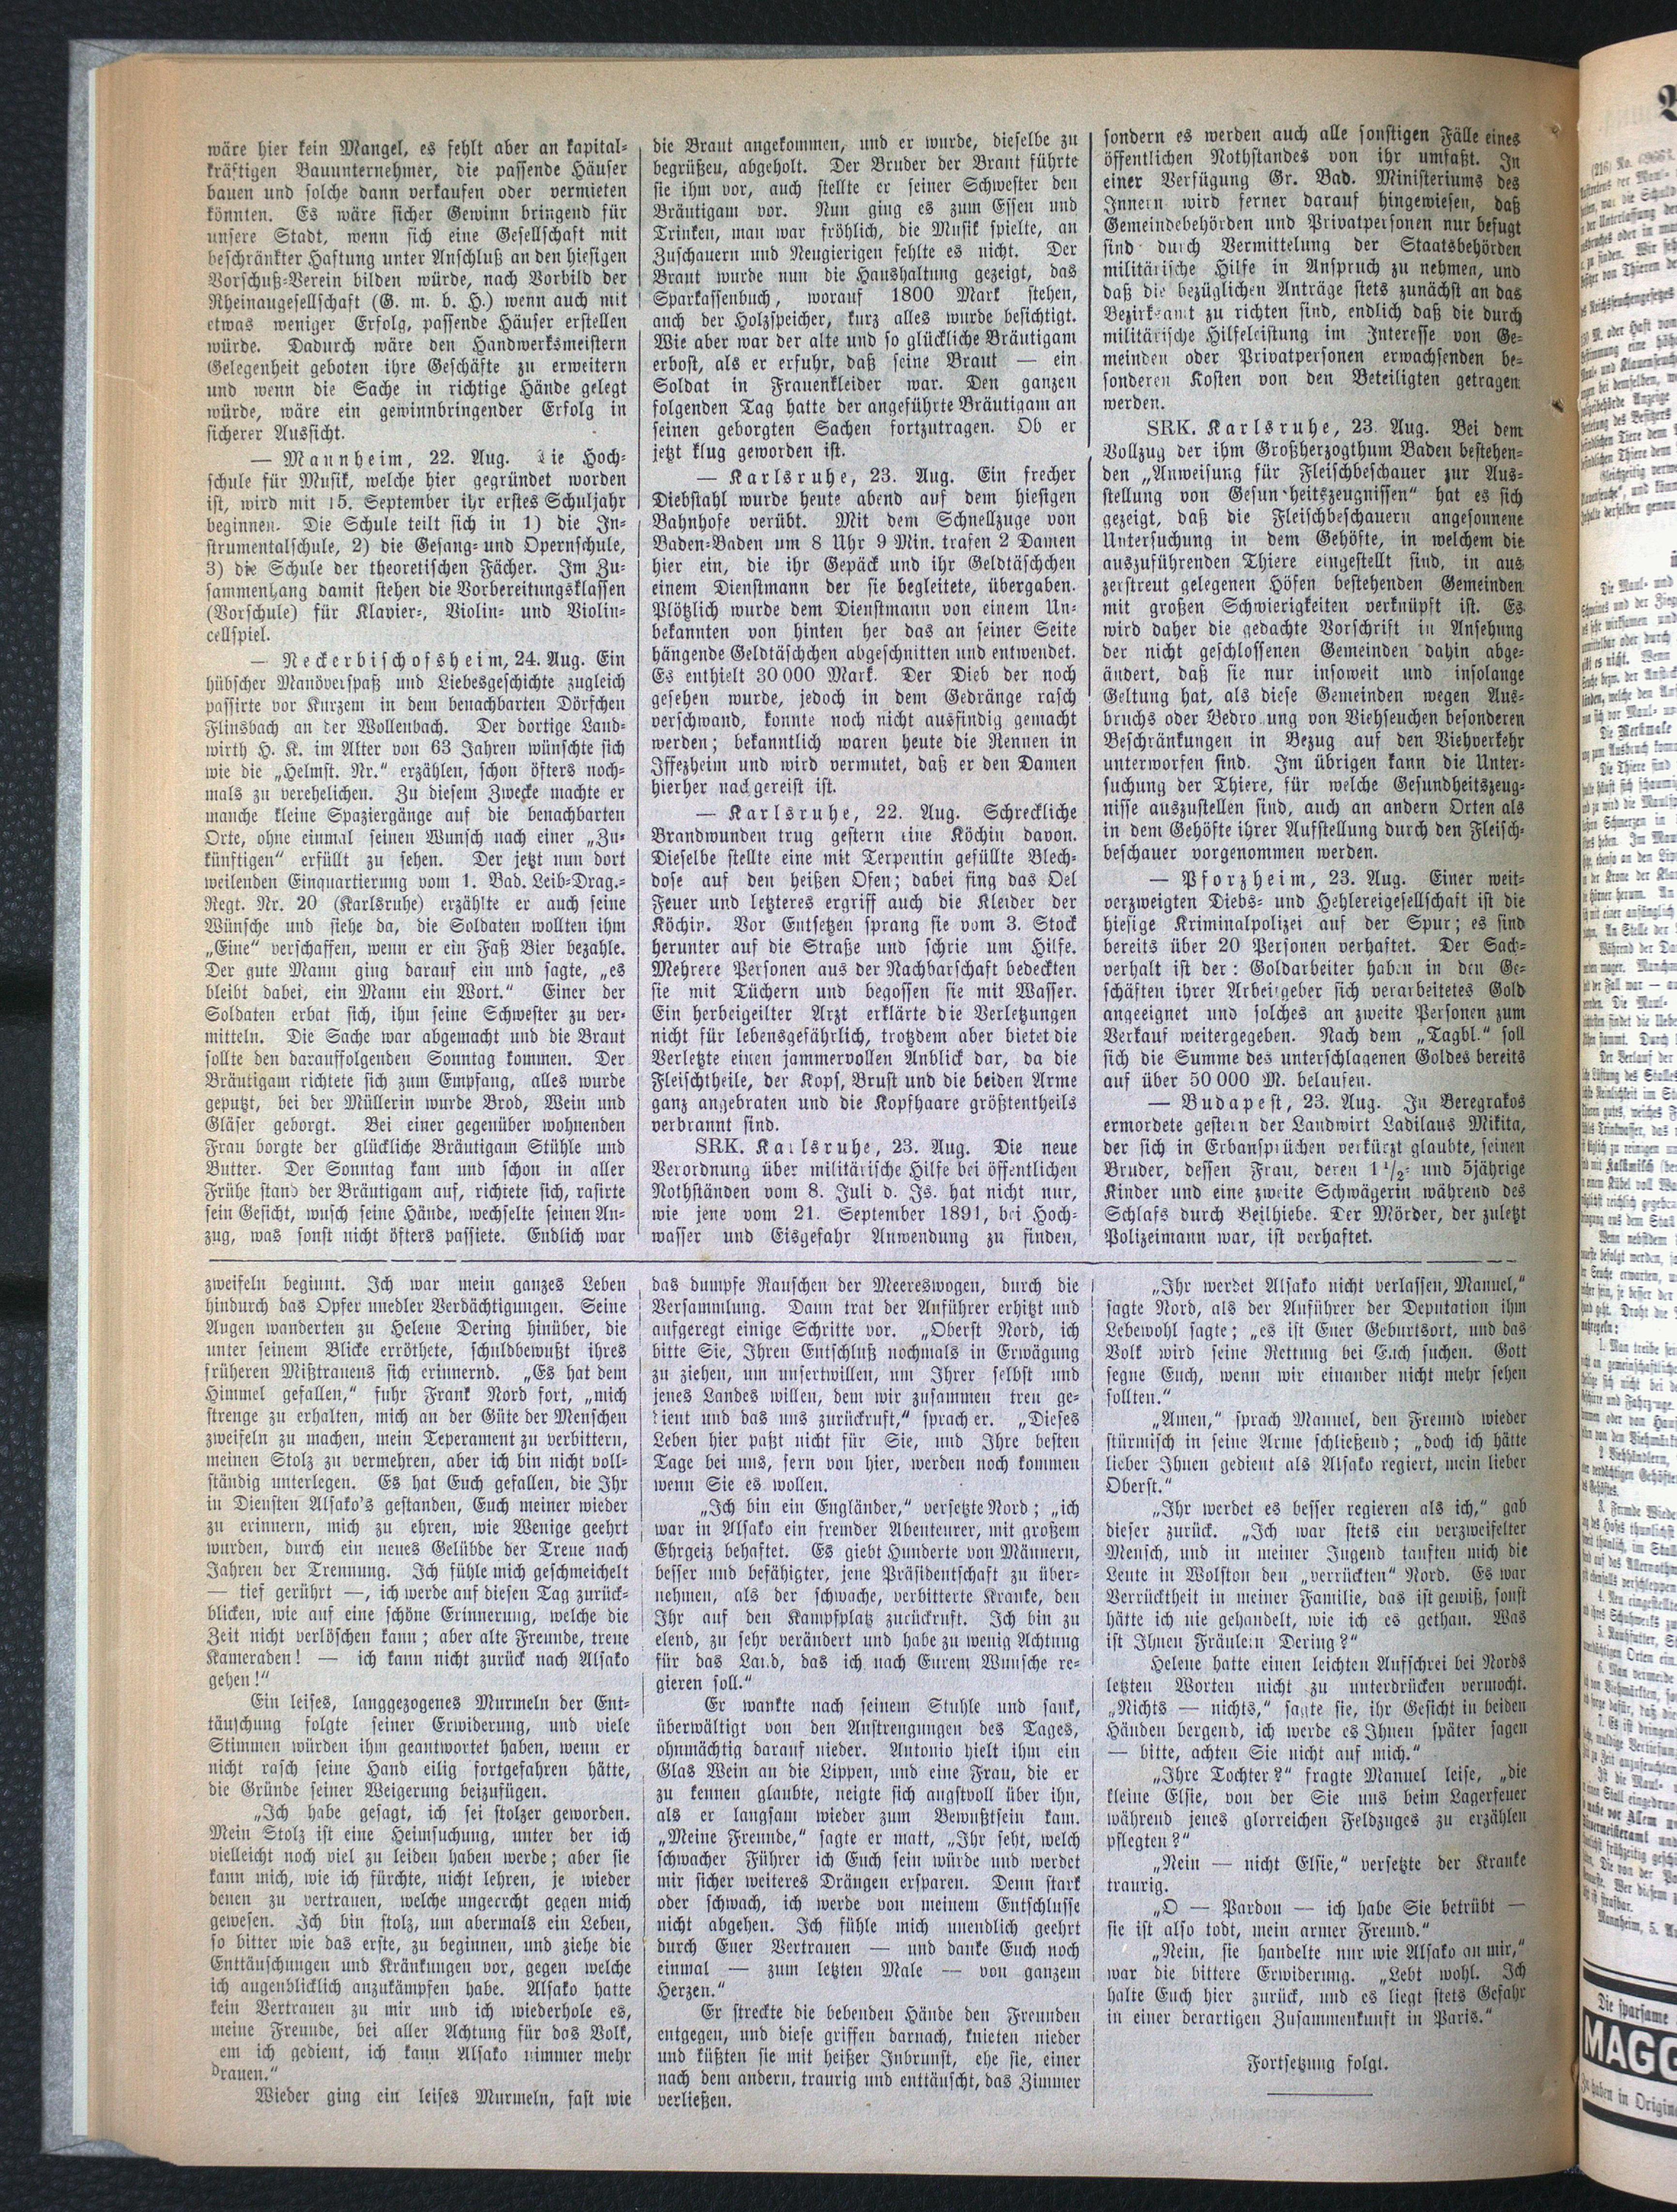 wäre hier kein Mangel, es fehlt aber an kapital-
kräftigen Bauunternehmer, die passende Häuser
bauen und solche dann verkaufen oder vermieten
könnten. Es wäre sicher Gewinn bringend für
unsere Stadt, wenn sich eine Gesellschaft mit
beschränkter Haftung unter Anschluß an den hiesigen
Vorschuß-Verein bilden würde, nach Vorbild der
Rheinaugesellschaft (G. m. b. H.) wenn auch mit
etwas weniger Erfolg, passende Häuser erstellen
würde. Dadurch wäre den Handwerksmeistern
Gelegenheit geboten ihre Geschäfte zu erweitern
und wenn die Sache in richtige Hände gelegt
würde, wäre ein gewinnbringender Erfolg in
sicherer Aussicht.
— Mannheim, 22. Aug. Die Hoch-
schule für Musik, welche hier gegründet worden
ist, wird mit 15. September ihr erstes Schuljahr
beginnen. Die Schule teilt sich in 1) die In-
strumentalschule, 2) die Gesang- und Opernschule,
3) die Schule der theoretischen Fächer. Im Zu-
sammenhang damit stehen die Vorbereitungsklassen
(Vorschule) für Klavier-, Violin- und Violin-
cellspiel.
— Neckerbischofsheim, 24. Aug. Ein
hübscher Manöverspaß und Liebesgeschichte zugleich
passirte vor Kurzem in dem benachbarten Dörfchen
Flinsbach an der Wollenbach. Der dortige Land-
wirth H. K. im Alter von 63 Jahren wünschte sich
wie die „Helmst. Nr.“ erzählen, schon öfters noch-
mals zu verehelichen. Zu diesem Zwecke machte er
manche kleine Spaziergänge auf die benachbarten
Orte, ohne einmal seinen Wunsch nach einer „Zu-
künftigen“ erfüllt zu sehen. Der jetzt nun dort
weilenden Einquartierung vom 1. Bad. Leib-Drag.-
Regt. Nr. 20 (Karlsruhe) erzählte er auch seine
Wünsche und siehe da, die Soldaten wollten ihm
„Eine“ verschaffen, wenn er ein Faß Bier bezahle.
Der gute Mann ging darauf ein und sagte, „es
bleibt dabei, ein Mann ein Wort.“ Einer der
Soldaten erbat sich, ihm seine Schwester zu ver-
mitteln. Die Sache war abgemacht und die Braut
sollte den darauffolgenden Sonntag kommen. Der
Bräutigam richtete sich zum Empfang, alles wurde
geputzt, bei der Müllerin wurde Brod, Wein und
Gläser geborgt. Bei einer gegenüber wohnenden
Frau borgte der glückliche Bräutigam Stühle und
Butter. Der Sonntag kam und schon in aller
Frühe stand der Bräutigam auf, richtete sich, rasirte
sein Gesicht, wusch seine Hände, wechselte seinen An-
zug, was sonst nicht öfters passiete. Endlich war
die Braut angekommen, und er wurde, dieselbe zu
begrüßeu, abgeholt. Der Bruder der Braut führte
sie ihm vor, auch stellte er seiner Schwester den
Bräutigam vor. Nun ging es zum Essen und
Trinken, man war fröhlich, die Musik spielte, an
Zuschauern und Neugierigen fehlte es nicht. Der
Braut wurde nun die Haushaltung gezeigt, das
Sparkassenbuch, worauf 1800 Mark stehen,
auch der Holzspeicher, kurz alles wurde besichtigt.
Wie aber war der alte und so glückliche Bräutigam
erbost, als er erfuhr, daß seine Braut — ein
Soldat in Frauenkleider war. Den ganzen
folgenden Tag hatte der angeführte Bräutigam an
seinen geborgten Sachen fortzutragen. Ob er
jetzt klug geworden ist.
— Karlsruhe, 23. Aug. Ein frecher
Diebstahl wurde heute abend auf dem hiesigen
Bahnhofe verübt. Mit dem Schnellzuge von
Baden-Baden um 8 Uhr 9 Min. trafen 2 Damen
hier ein, die ihr Gepäck und ihr Geldtäschchen
einem Dienstmann der sie begleitete, übergaben.
Plötzlich wurde dem Dienstmann von einem Un-
bekannten von hinten her das an seiner Seite
hängende Geldtäschchen abgeschnitten und entwendet.
Es enthielt 30 000 Mark. Der Dieb der noch
gesehen wurde, jedoch in dem Gedränge rasch
verschwand, konnte noch nicht ausfindig gemacht
werden; bekanntlich waren heute die Rennen in
Iffezheim und wird vermutet, daß er den Damen
hierher nachgereist ist.
— Karlsruhe, 22. Aug. Schreckliche
Brandwunden trug gestern eine Köchin davon.
Dieselbe stellte eine mit Terpentin gefüllte Blech-
dose auf den heißen Ofen; dabei fing das Oel
Feuer und letzteres ergriff auch die Kleider der
Köchin. Vor Entsetzen sprang sie vom 3. Stock
herunter auf die Straße und schrie um Hilfe.
Mehrere Personen aus der Nachbarschaft bedeckten
sie mit Tüchern und begossen sie mit Wasser.
Ein herbeigeilter Arzt erklärte die Verletzungen
nicht für lebensgefährlich, trotzdem aber bietet die
Verletzte einen jammervollen Anblick dar, da die
Fleischtheile, der Kopf, Brust und die beiden Arme
ganz angebraten und die Kopfhaare größtentheils
verbrannt sind.
SRK. Karlsruhe, 23. Aug. Die neue
Verordnung über militärische Hilfe bei öffentlichen
Nothständen vom 8. Juli d. Js. hat nicht nur,
wie jene vom 21. September 1891, bei Hoch-
wasser und Eisgefahr Anwendung zu finden,
sondern es werden auch alle sonstigen Fälle eines
öffentlichen Nothstandes von ihr umfaßt. In
einer Verfügung Gr. Bad. Ministeriums des
Innern wird ferner darauf hingewiesen, daß
Gemeindebehörden und Privatpersonen nur befugt
sind durch Vermittelung der Staatsbehörden
militärische Hilfe in Anspruch zu nehmen, und
daß die bezüglichen Anträge stets zunächst an das
Bezirksamt zu richten sind, endlich daß die durch
militärische Hilfeleistung im Interesse von Ge-
meinden oder Privatpersonen erwachsenden be-
sonderen Kosten von den Beteiligten getragen
werden.
SRK. Karlsruhe, 23. Aug. Bei dem
Vollzug der ihm Großherzogthum Baden bestehen-
den „Anweisung für Fleischbeschauer zur Aus-
stellung von Gesundheitszeugnissen“ hat es sich
gezeigt, daß die Fleischbeschauern angesonnene
Untersuchung in dem Gehöfte, in welchem die
auszuführenden Thiere eingestellt sind, in aus
zerstreut gelegenen Höfen bestehenden Gemeinden
mit großen Schwierigkeiten verknüpft ist. Es
wird daher die gedachte Vorschrift in Ansehung
der nicht geschlossenen Gemeinden dahin abge-
ändert, daß sie nur insoweit und insolange
Geltung hat, als diese Gemeinden wegen Aus-
bruchs oder Bedrohung von Viehseuchen besonderen
Beschränkungen in Bezug auf den Viehverkehr
unterworfen sind. Im übrigen kann die Unter-
suchung der Thiere, für welche Gesundheitszeug-
nisse auszustellen sind, auch an andern Orten als
in dem Gehöfte ihrer Aufstellung durch den Fleisch-
beschauer vorgenommen werden.
— Pforzheim, 23. Aug. Einer weit-
verzweigten Diebs- und Hehlereigesellschaft ist die
hiesige Kriminalpolizei auf der Spur; es sind
bereits über 20 Personen verhaftet. Der Sach-
verhalt ist der: Goldarbeiter haben in den Ge-
schäften ihrer Arbeitgeber sich verarbeitetes Gold
angeeignet und solches an zweite Personen zum
Verkauf weitergegeben. Nach dem „Tagbl.“ soll
sich die Summe des unterschlagenen Goldes bereits
auf über 50 000 M. belaufen.
— Budapest, 23. Aug. In Beregrakos
ermordete gestern der Landwirt Ladilaus Mikita,
der sich in Erbansprüchen verkürzt glaubte, seinen
Bruder, dessen Frau, deren 1 1/2- und 5jährige
Kinder und eine zweite Schwägerin während des
Schlafs durch Beilhiebe. Der Mörder, der zuletzt
Polizeimann war, ist verhaftet.
zweifeln beginnt. Ich war mein ganzes Leben
hindurch das Opfer unedler Verdächtigungen. Seine
Augen wanderten zu Helene Dering hinüber, die
unter seinem Blicke erröthete, schuldbewußt ihres
früheren Mißtrauens sich erinnernd. „Es hat dem
Himmel gefallen,“ fuhr Frank Nord fort, „mich
strenge zu erhalten, mich an der Güte der Menschen
zweifeln zu machen, mein Teperament zu verbittern,
meinen Stolz zu vermehren, aber ich bin nicht voll-
ständig unterlegen. Es hat Euch gefallen, die Ihr
in Diensten Alsako's gestanden, Euch meiner wieder
zu erinnern, mich zu ehren, wie Wenige geehrt
wurden, durch ein neues Gelübde der Treue nach
Jahren der Trennung. Ich fühle mich geschmeichelt
— tief gerührt —, ich werde auf diesen Tag zurück-
blicken, wie auf eine schöne Erinnerung, welche die
Zeit nicht verlöschen kann; aber alte Freunde, treue
Kameraden! — ich kann nicht zurück nach Alsako
gehen!“
Ein leises, langgezogenes Murmeln der Ent-
täuschung folgte seiner Erwiderung, und viele
Stimmen würden ihm geantwortet haben, wenn er
nicht rasch seine Hand eilig fortgefahren hätte,
die Gründe seiner Weigerung beizufügen.
„Ich habe gesagt, ich sei stolzer geworden.
Mein Stolz ist eine Heimsuchung, unter der ich
vielleicht noch viel zu leiden haben werde; aber sie
kann mich, wie ich fürchte, nicht lehren, je wieder
denen zu vertrauen, welche ungerecht gegen mich
gewesen. Ich bin stolz, um abermals ein Leben,
so bitter wie das erste, zu beginnen, und ziehe die
Enttäuschungen und Kränkungen vor, gegen welche
ich augenblicklich anzukämpfen habe. Alsako hatte
kein Vertrauen zu mir und ich wiederhole es,
meine Freunde, bei aller Achtung für das Volk,
em ich gedient, ich kann Alsako nimmer mehr
drauen.“
Wieder ging ein leises Murmeln, fast wie
das dumpfe Rauschen der Meereswogen, durch die
Versammlung. Dann trat der Anführer erhitzt und
aufgeregt einige Schritte vor. „Oberst Nord, ich
bitte Sie, Ihren Entschluß nochmals in Erwägung
zu ziehen, um unsertwillen, um Ihrer selbst und
jenes Landes willen, dem wir zusammen treu ge-
dient und das uns zurückruft,“ sprach er. „Dieses
Leben hier paßt nicht für Sie, und Ihre besten
Tage bei uns, fern von hier, werden noch kommen
wenn Sie es wollen.
„Ich bin ein Engländer,“ versetzte Nord; „ich
war in Alsako ein fremder Abenteurer, mit großem
Ehrgeiz behaftet. Es giebt Hunderte von Männern,
besser und befähigter, jene Präsidentschaft zu über-
nehmen, als der schwache, verbitterte Kranke, den
Ihr auf den Kampfplatz zurückruft. Ich bin zu
elend, zu sehr verändert und habe zu wenig Achtung
für das Land, das ich nach Eurem Wunsche re-
gieren soll.“
Er wankte nach seinem Stuhle und sank,
überwältigt von den Anstrengungen des Tages,
ohnmächtig darauf nieder. Antonio hielt ihm ein
Glas Wein an die Lippen, und eine Frau, die er
zu kennen glaubte, neigte sich angstvoll über ihn,
als er langsam wieder zum Bewußtsein kam.
„Meine Freunde,“ sagte er matt, „Ihr seht, welch
schwacher Führer ich Euch sein würde und werdet
mir sicher weiteres Drängen ersparen. Denn stark
oder schwach, ich werde von meinem Entschlusse
nicht abgehen. Ich fühle mich unendlich geehrt
durch Euer Vertrauen — und danke Euch noch
einmal — zum letzten Male — von ganzem
Herzen.“
Er streckte die bebenden Hände den Freunden
entgegen, und diese griffen darnach, knieten nieder
und küßten sie mit heißer Inbrunst, ehe sie, einer
nach dem andern, traurig und enttäuscht, das Zimmer
verließen.
„Ihr werdet Alsako nicht verlassen, Manuel,“
sagte Nord, als der Anführer der Deputation ihm
Lebewohl sagte; „es ist Euer Geburtsort, und das
Volk wird seine Rettung bei Euch suchen. Gott
segne Euch, wenn wir einander nicht mehr sehen
sollten.“
„Amen,“ sprach Manuel, den Freund wieder
stürmisch in seine Arme schließend; „doch ich hätte
lieber Ihnen gedient als Alsako regiert, mein lieber
Oberst.“
„Ihr werdet es besser regieren als ich,“ gab
dieser zurück. „Ich war stets ein verzweifelter
Mensch, und in meiner Jugend tauften mich die
Leute in Wolston den „verrückten“ Nord. Es war
Verrücktheit in meiner Familie, das ist gewiß, sonst
hätte ich nie gehandelt, wie ich es gethan. Was
ist Ihnen Fräulein Dering?“
Helene hatte einen leichten Aufschrei bei Nords
letzten Worten nicht zu unterdrücken vermocht.
„Nichts — nichts,“ sagte sie, ihr Gesicht in beiden
Händen bergend, ich werde es Ihnen später sagen
— bitte, achten Sie nicht auf mich.“
„Ihre Tochter?“ fragte Manuel leise, „die
kleine Elsie, von der Sie uns beim Lagerfeuer
während jenes glorreichen Feldzuges zu erzählen
pflegten?“
„Nein — nicht Elsie,“ versetzte der Kranke
traurig.
„O — Pardon — ich habe Sie betrübt —
sie ist also todt, mein armer Freund.“
„Nein, sie handelte nur wie Alsako an mir,“
war die bittere Erwiderung. „Lebt wohl. Ich
halte Euch hier zurück, und es liegt stets Gefahr
in einer derartigen Zusammenkunft in Paris.“
Fortsetzung folgt.
Die sparsame
MAGG